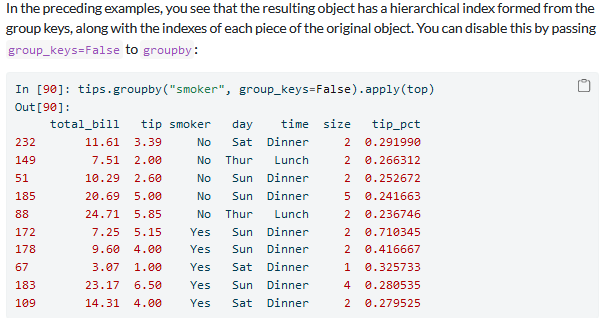 In the preceding examples, you see that the resulting object has a hierarchical index formed from the
group keys, along with the indexes of each piece of the original object. You can disable this by passing
group_keys=False to groupby:
In [90]: tips.groupby("smoker", group_keys=False).apply(top)
Out[90]:
     total_bill   tip smoker   day    time  size   tip_pct
232       11.61  3.39     No   Sat  Dinner     2  0.291990
149        7.51  2.00     No  Thur   Lunch     2  0.266312
51        10.29  2.60     No   Sun  Dinner     2  0.252672
185       20.69  5.00     No   Sun  Dinner     5  0.241663
88        24.71  5.85     No  Thur   Lunch     2  0.236746
172        7.25  5.15    Yes   Sun  Dinner     2  0.710345
178        9.60  4.00    Yes   Sun  Dinner     2  0.416667
67         3.07  1.00    Yes   Sat  Dinner     1  0.325733
183       23.17  6.50    Yes   Sun  Dinner     4  0.280535
109       14.31  4.00    Yes   Sat  Dinner     2  0.279525